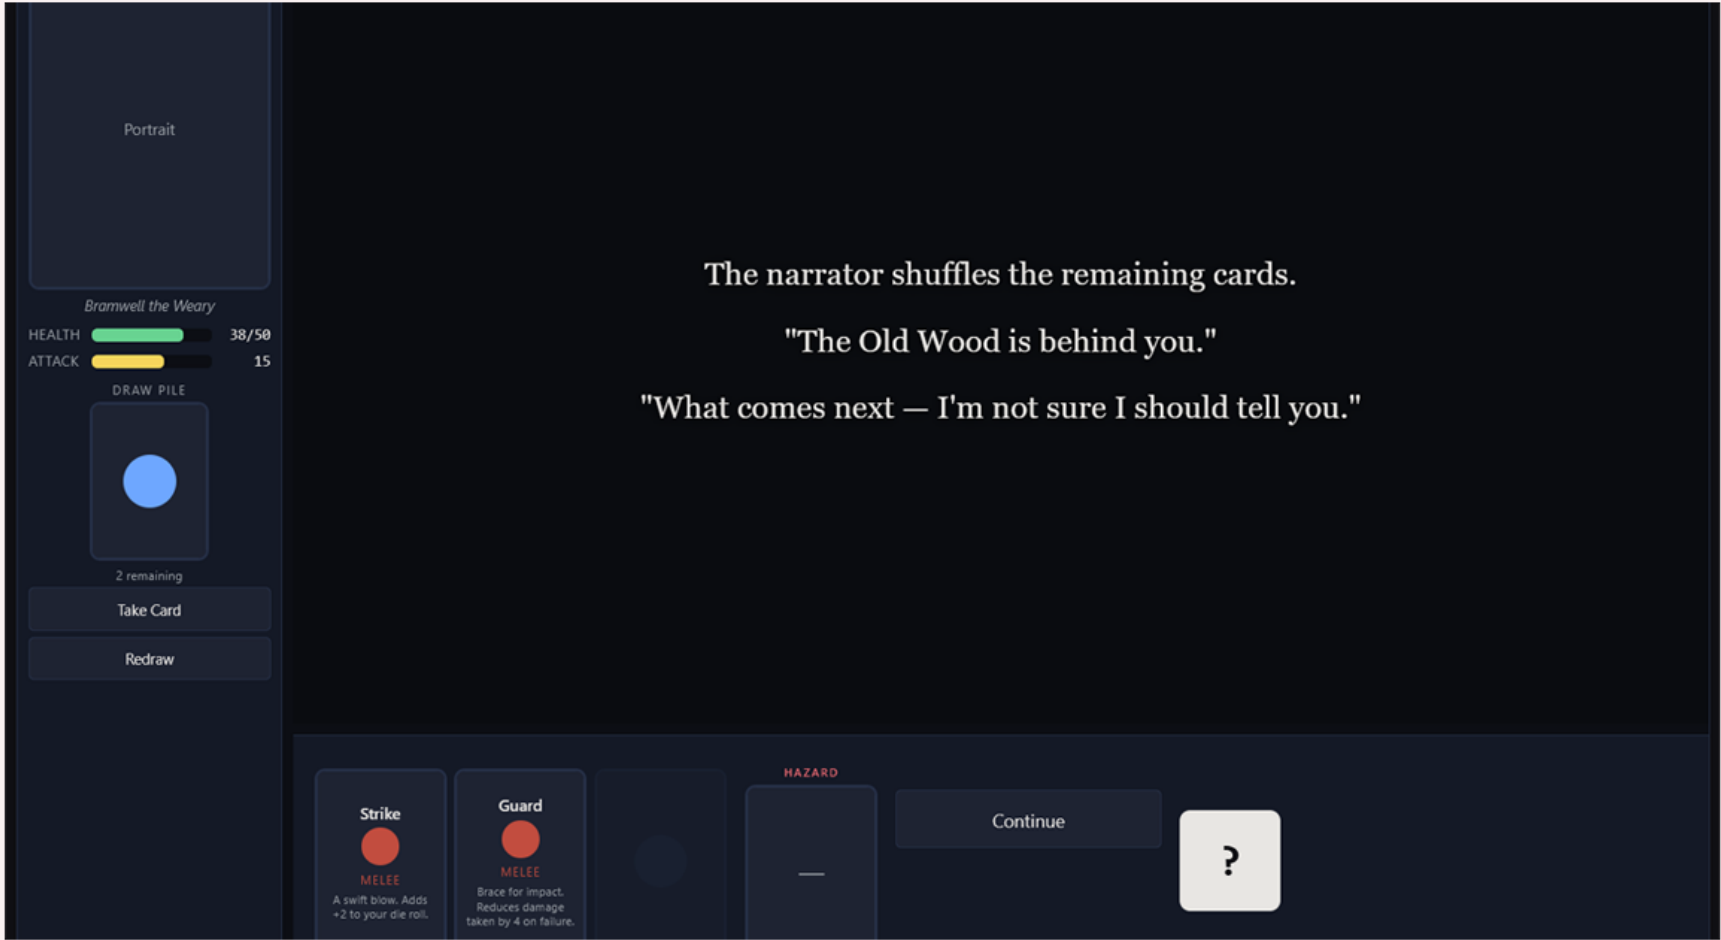 Portrait
Bramwell the Weary
HEALTH 38/50
ATTACK 15
DRAW PILE
2 remaining
Take Card
Redraw
The narrator shuffles the remaining cards.
"The Old Wood is behind you."
"What comes next — I'm not sure I should tell you."
Strike
MELEE
A swift blow. Adds
+2 to your die roll.
Guard
MELEE
Brace for impact.
Reduces damage
taken by 4 on failure.
HAZARD
—
Continue
?